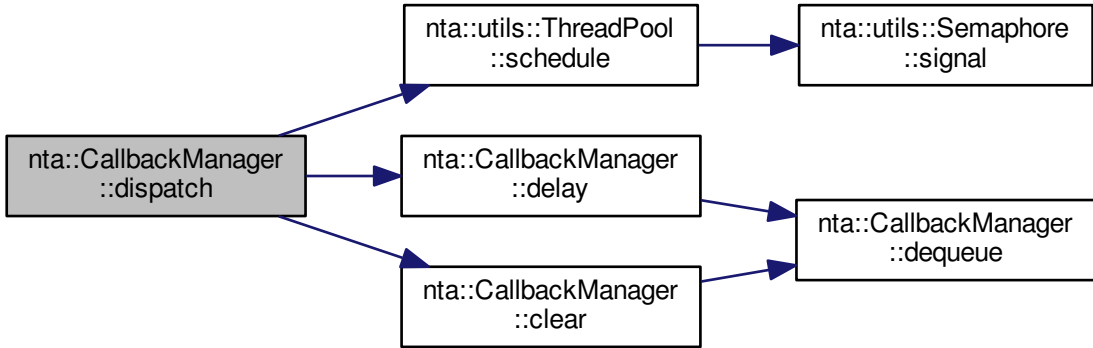 nta::utils::ThreadPool
::schedule
nta::utils::Semaphore
::signal
nta::CallbackManager
::dispatch
nta::CallbackManager
::delay
nta::CallbackManager
::dequeue
nta::CallbackManager
::clear